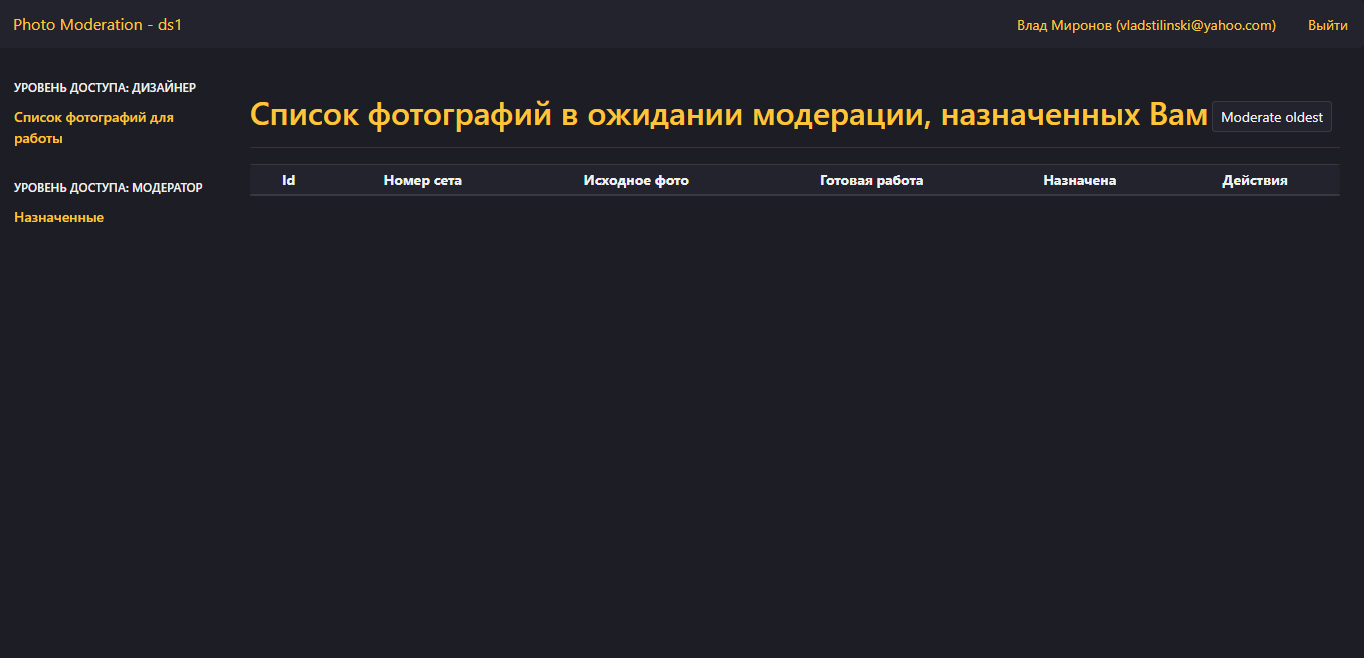 Photo Moderation - ds1
Влад Миронов (vladstilinski@yahoo.com)
Выйти
УРОВЕНЬ ДОСТУПА: ДИЗАЙНЕР
Список фотографий для
работы
УРОВЕНЬ ДОСТУПА: МОДЕРАТОР
Назначенные
Список фотографий в ожидании модерации, назначенных Вам
Moderate oldest
Id Номер сета Исходное фото Готовая работа Назначена Действия